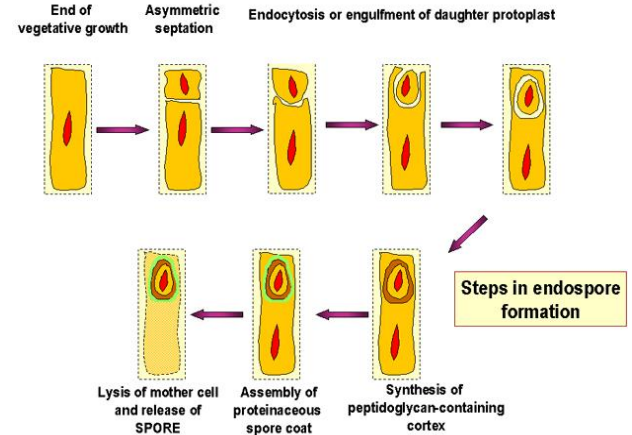 End of
vegetative growth
Asymmetric
septation
Endocytosis or engulfment of daughter protoplast
Steps in endospore
formation
Lysis of mother cell
and release of
SPORE
Assembly of
proteinaceous
spore coat
Synthesis of
peptidoglycan-containing
cortex